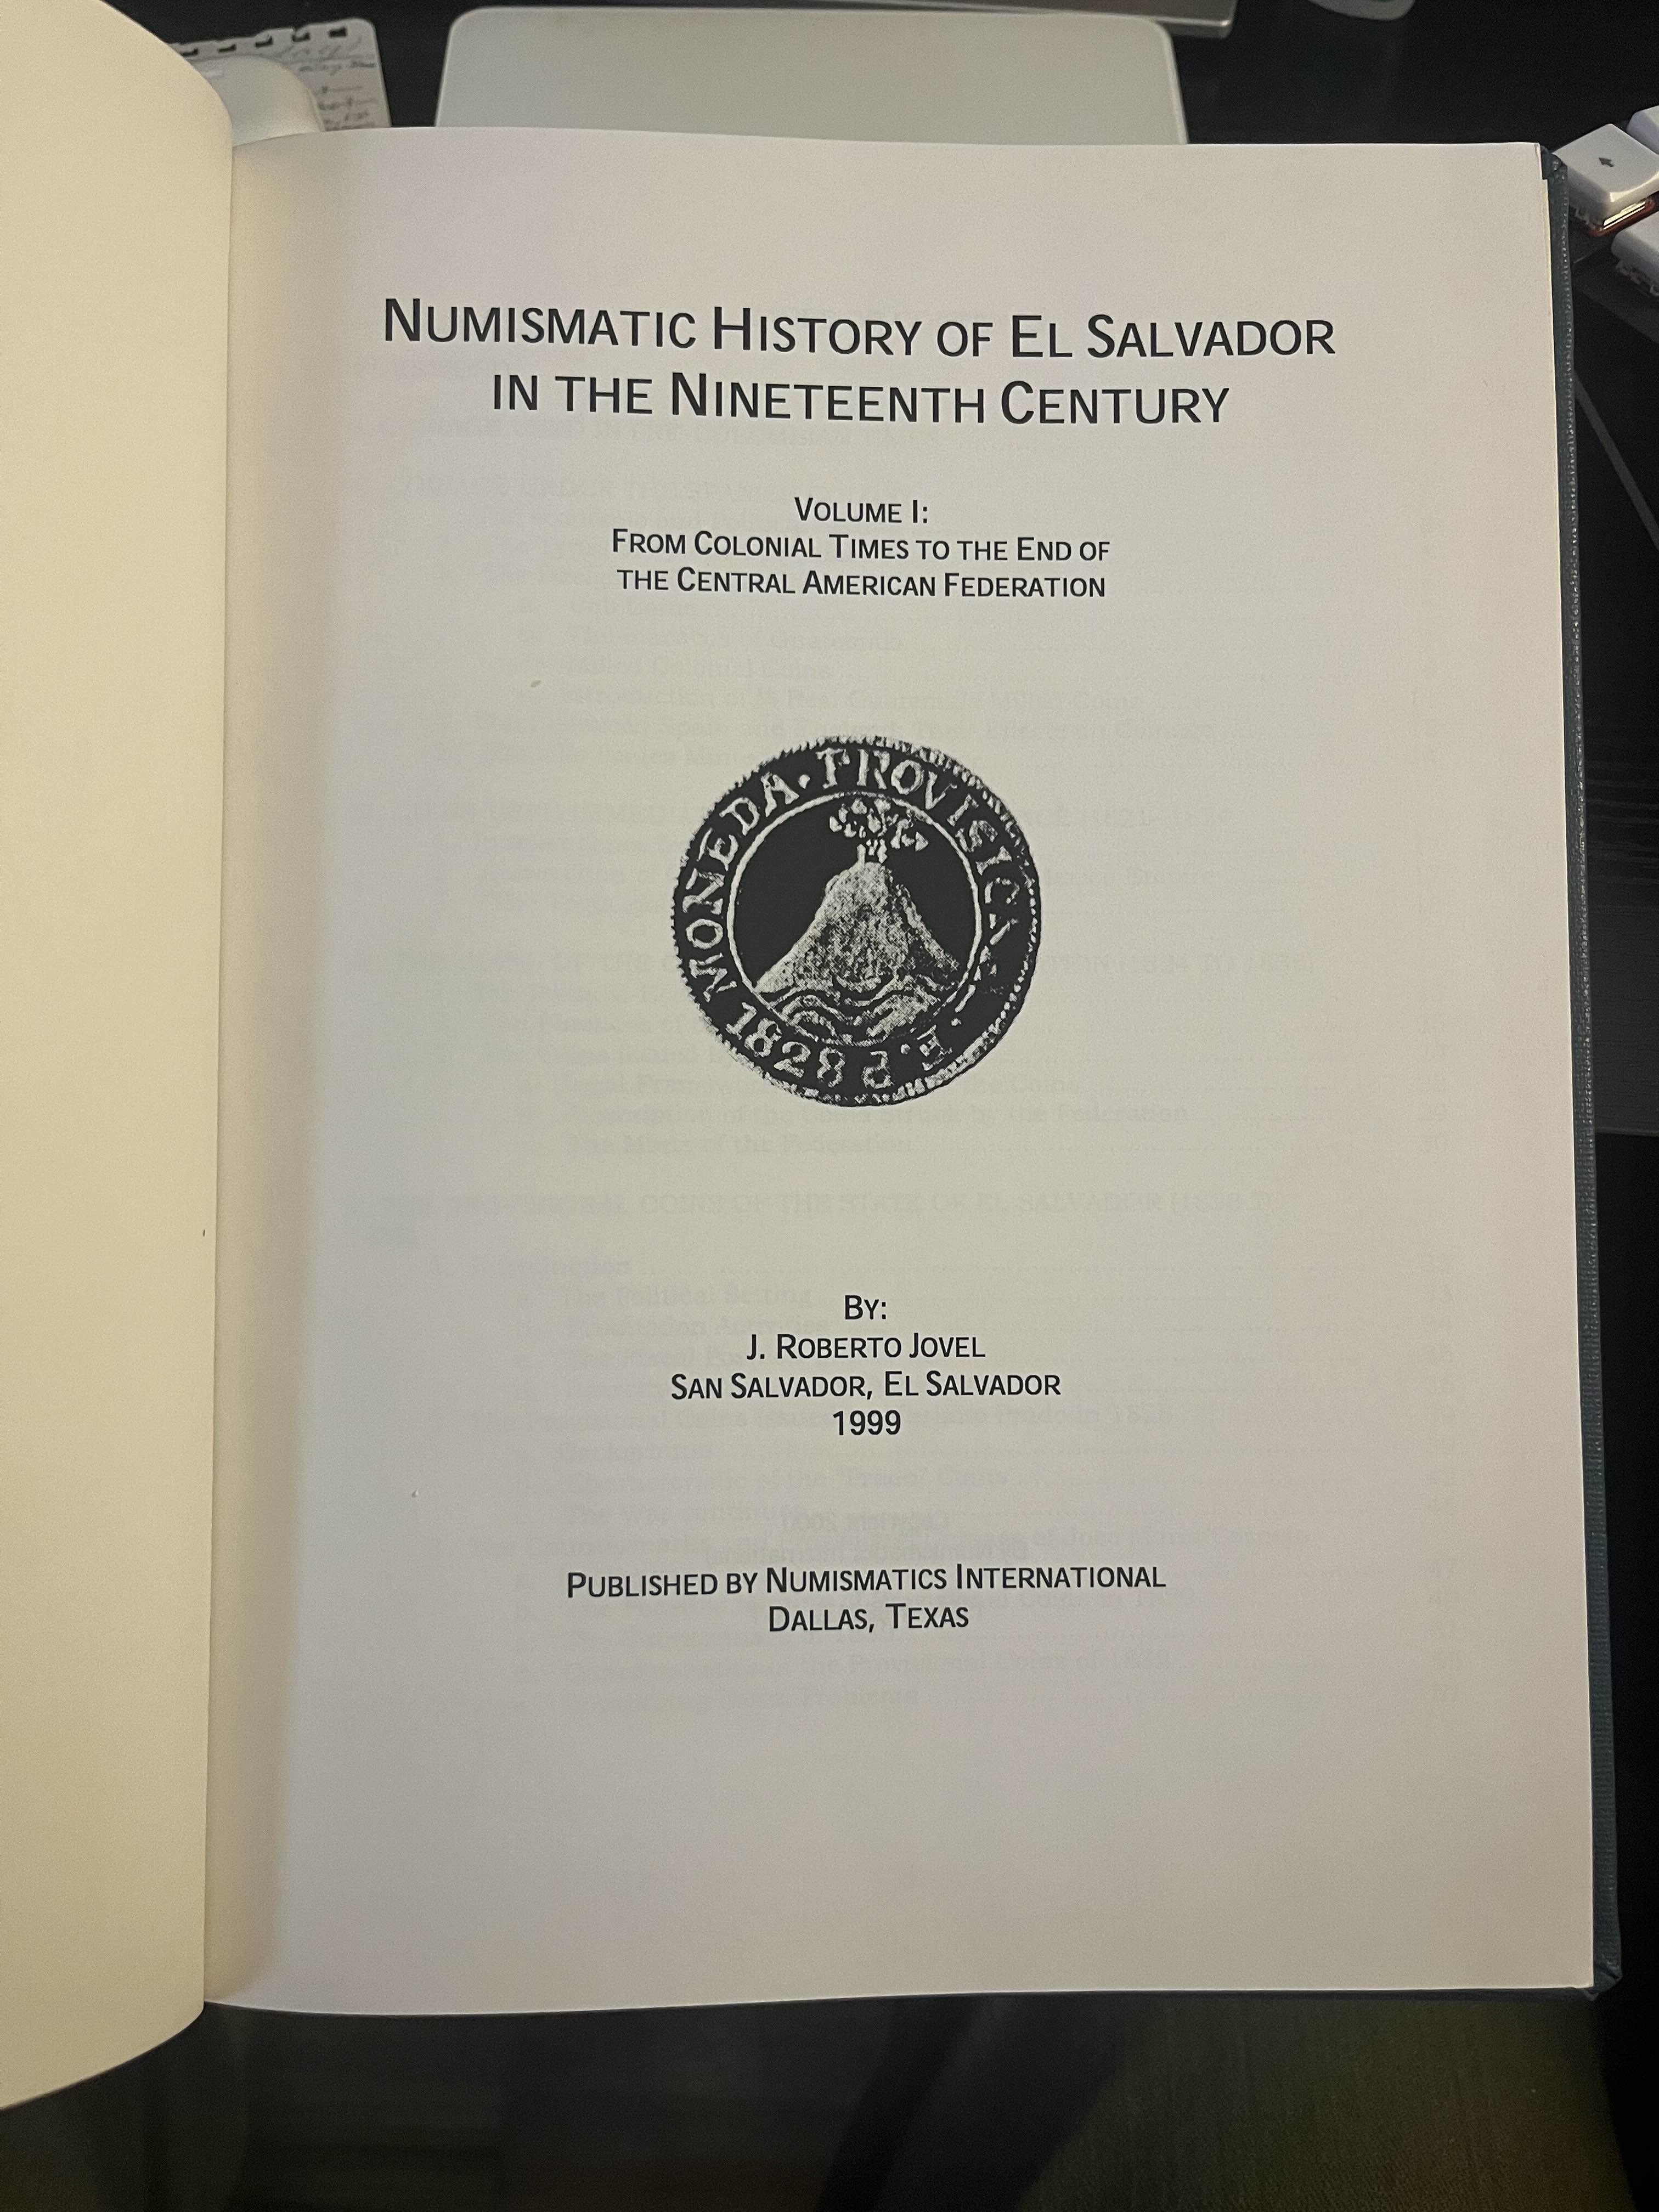 NUMISMATIC HISTORY OF EL SALVADOR
IN THE NINETEENTH CENTURY
VOLUME I:
FROM COLONIAL TIMES TO THE END OF
THE CENTRAL AMERICAN FEDERATION
MONEDA·PROVISIONAL
1828 P.E.
BY:
J. ROBERTO JOVEL
SAN SALVADOR, EL SALVADOR
1999
PUBLISHED BY NUMISMATICS INTERNATIONAL
DALLAS, TEXAS